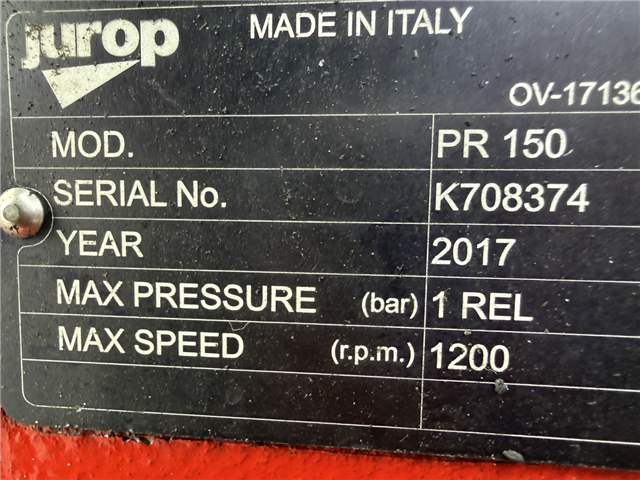 jurop
MADE IN ITALY
OV-17136
MOD. PR 150
SERIAL No. K708374
YEAR 2017
MAX PRESSURE (bar) 1 REL
MAX SPEED (r.p.m.) 1200